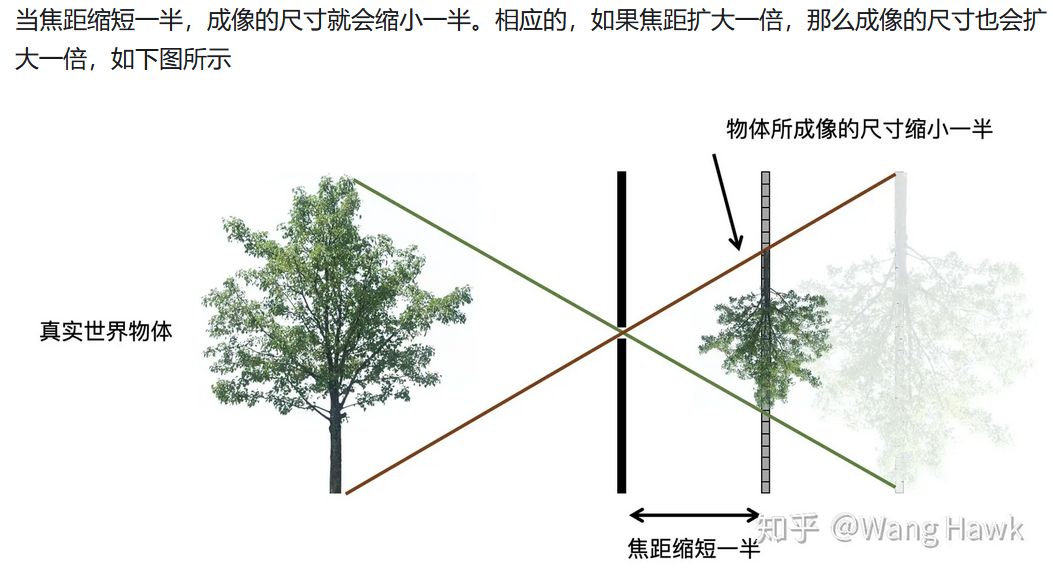 当焦距缩短一半，成像的尺寸就会缩小一半。相应的，如果焦距扩大一倍，那么成像的尺寸也会扩
大一倍，如下图所示
物体所成像的尺寸缩小一半
真实世界物体
焦距缩短一半
知乎 @Wang Hawk